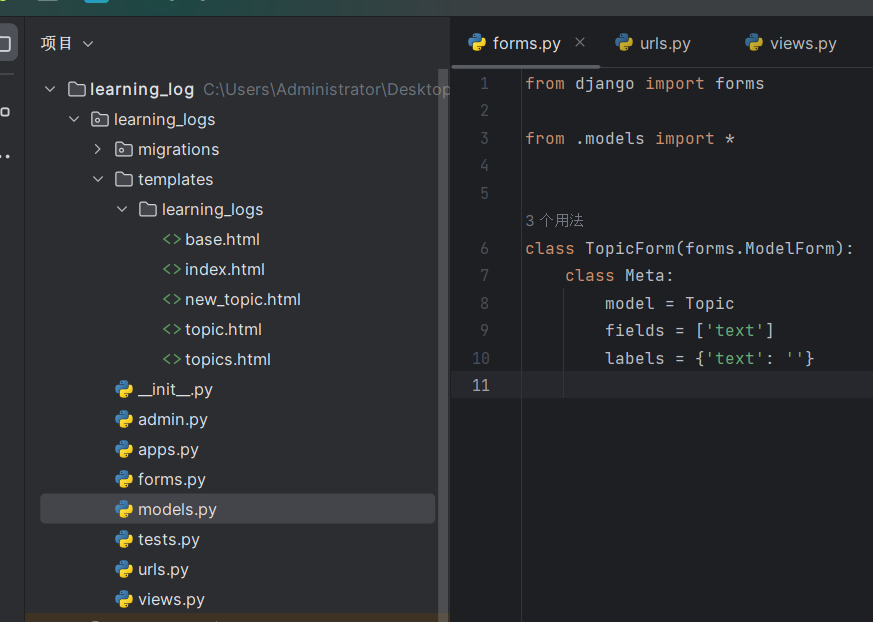 项目
learning_log C:\Users\Administrator\Desktop
learning_logs
migrations
templates
learning_logs
<> base.html
<> index.html
<> new_topic.html
<> topic.html
<> topics.html
__init__.py
admin.py
apps.py
forms.py
models.py
tests.py
urls.py
views.py
forms.py × urls.py views.py
1 from django import forms
2
3 from .models import *
4
5
3 个用法
6 class TopicForm(forms.ModelForm):
7     class Meta:
8         model = Topic
9         fields = ['text']
10         labels = {'text': ''}
11